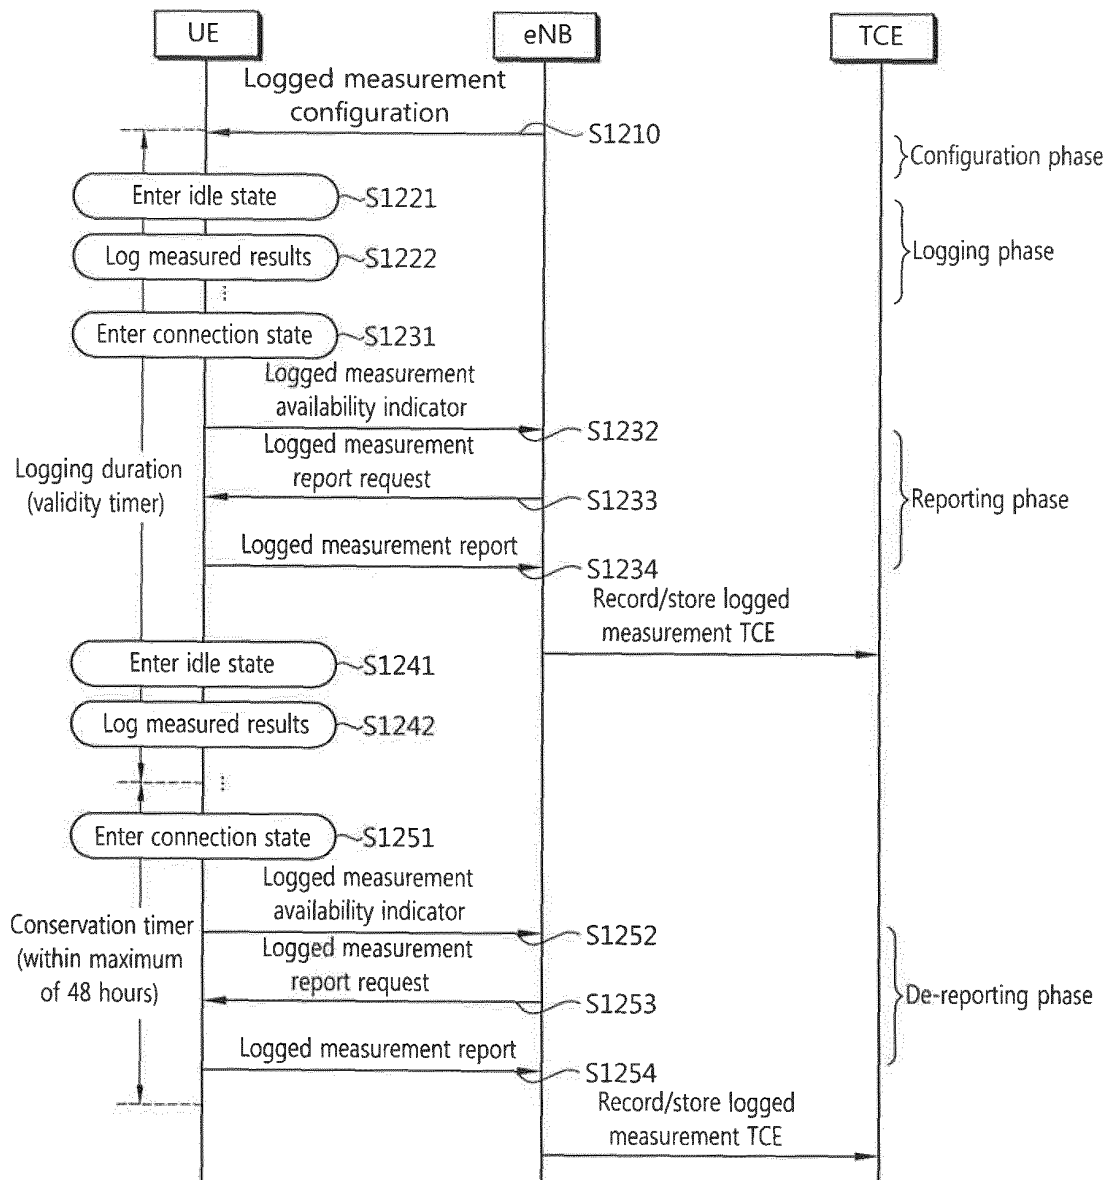 UE
eNB
TCE
Logged measurement
configuration
S1210
Configuration phase
Enter idle state
S1221
Log measured results
S1222
Logging phase
Enter connection state
S1231
Logged measurement
availability indicator
S1232
Logged measurement
report request
S1233
Logging duration
(validity timer)
Reporting phase
Logged measurement report
S1234
Record/store logged
measurement TCE
Enter idle state
S1241
Log measured results
S1242
Enter connection state
S1251
Logged measurement
availability indicator
S1252
Logged measurement
report request
S1253
Conservation timer
(within maximum
of 48 hours)
De-reporting phase
Logged measurement report
S1254
Record/store logged
measurement TCE